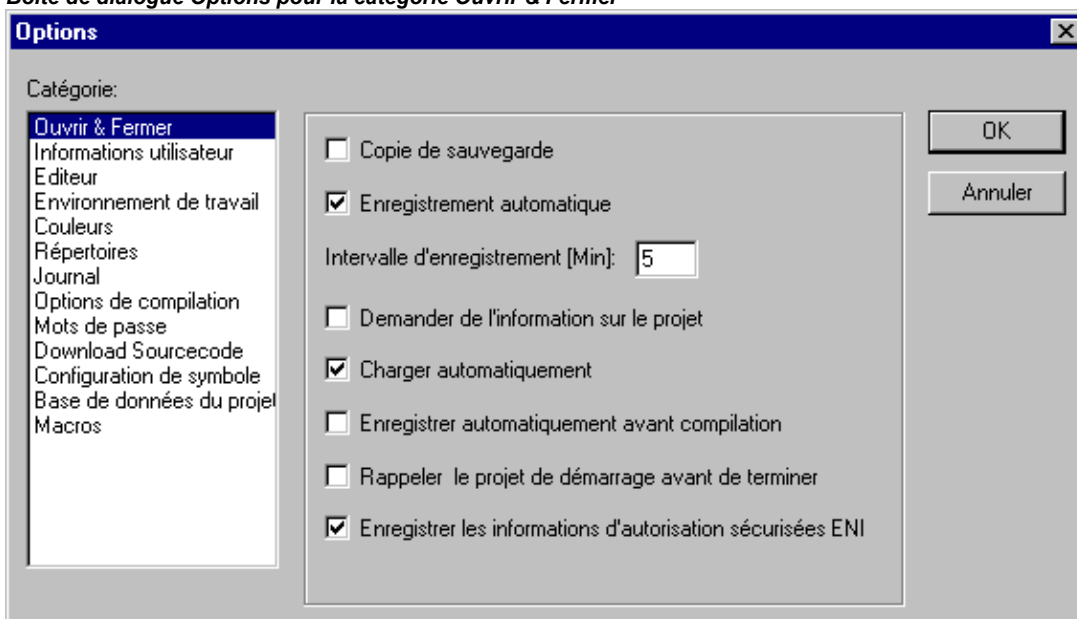 Boîte de dialogue Options pour la catégorie Ouvrir & Fermer
Options
Catégorie:
Ouvrir & Fermer
Informations utilisateur
Editeur
Environnement de travail
Couleurs
Répertoires
Journal
Options de compilation
Mots de passe
Download Sourcecode
Configuration de symbole
Base de données du projet
Macros
Copie de sauvegarde
Enregistrement automatique
Intervalle d'enregistrement [Min]: 5
Demander de l'information sur le projet
Charger automatiquement
Enregistrer automatiquement avant compilation
Rappeler le projet de démarrage avant de terminer
Enregistrer les informations d'autorisation sécurisées ENI
OK
Annuler